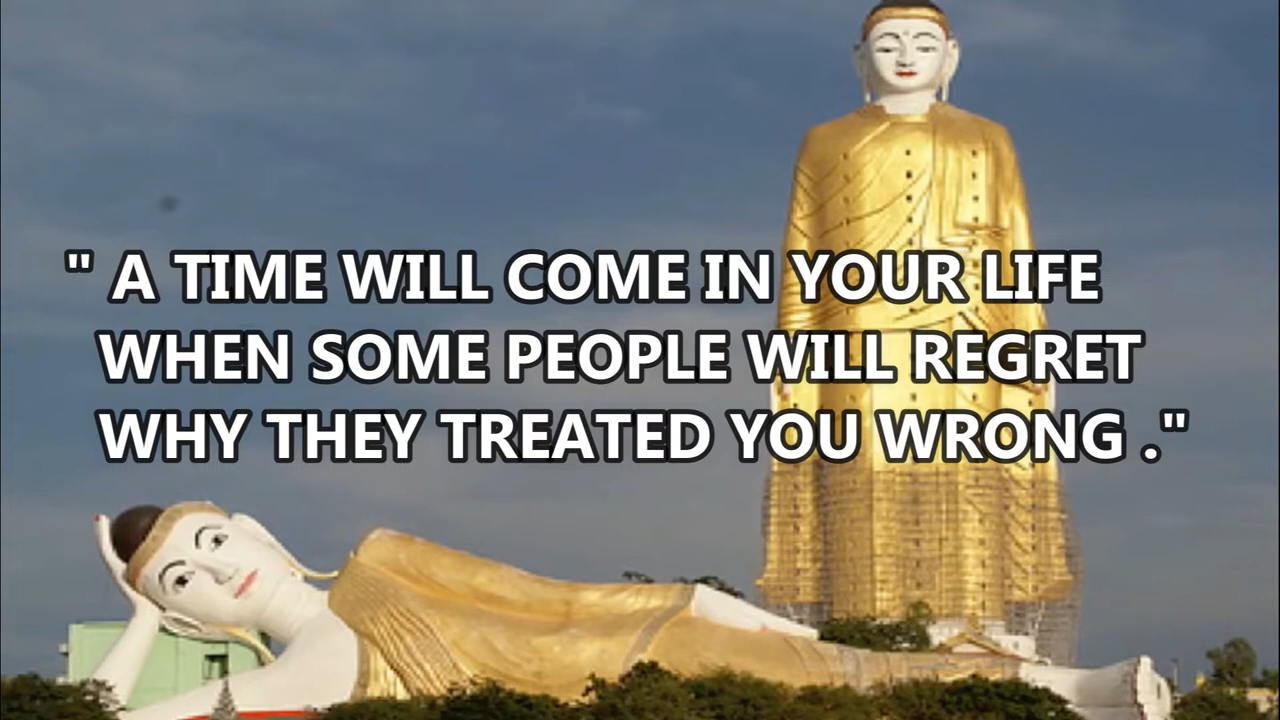 " A TIME WILL COME IN YOUR LIFE
WHEN SOME PEOPLE WILL REGRET
WHY THEY TREATED YOU WRONG ."